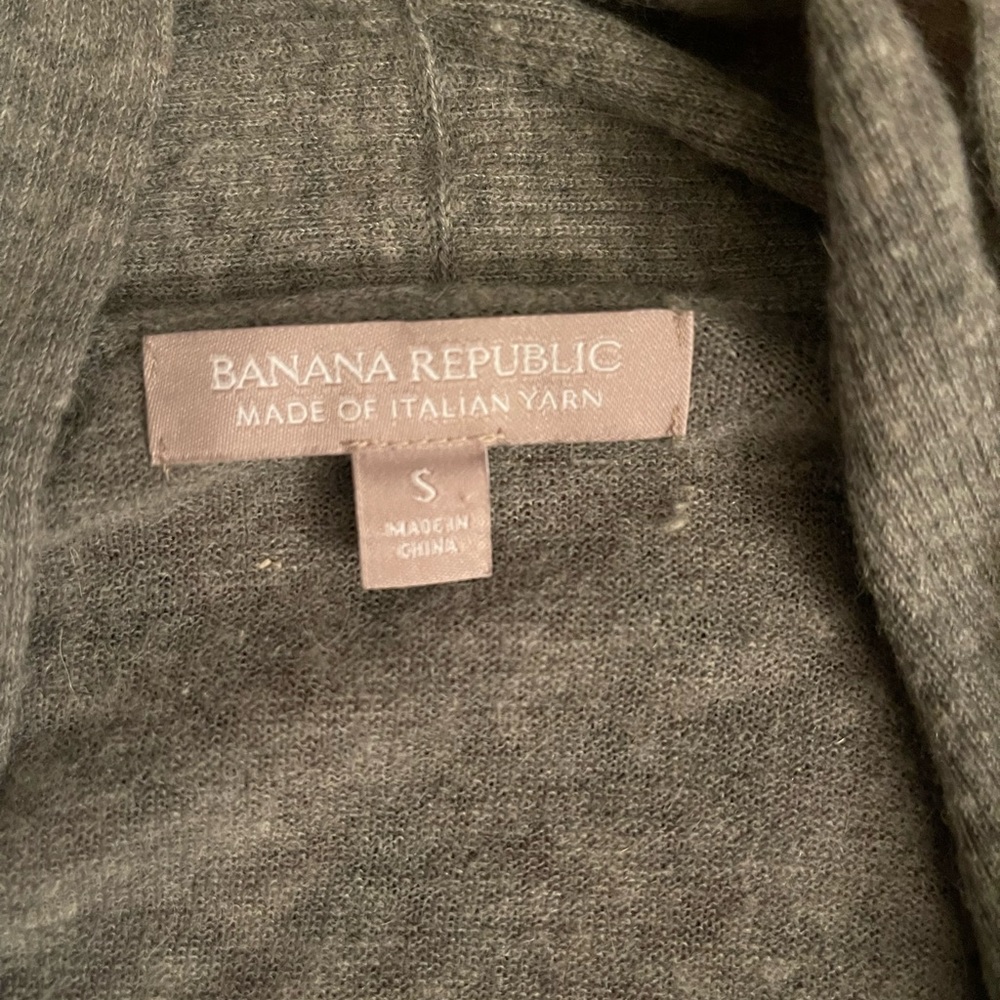 BANANA REPUBLIC
MADE OF ITALIAN YARN
S
MADE IN
CHINA